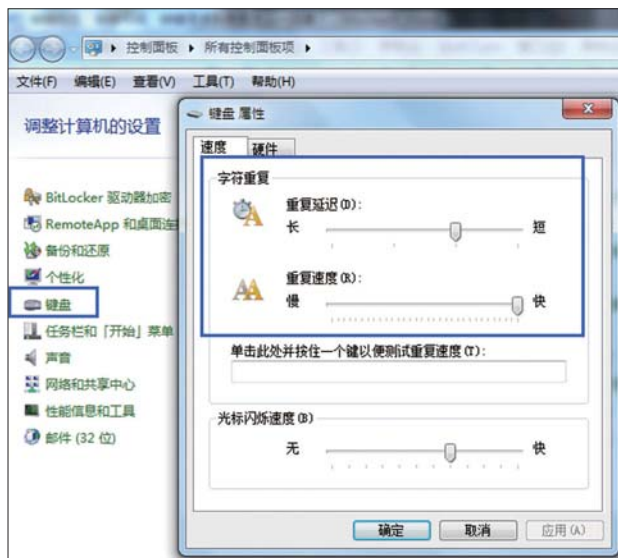 控制面板 ▸ 所有控制面板项 ▸
文件(F) 编辑(E) 查看(V) 工具(T) 帮助(H)
调整计算机的设置
BitLocker 驱动器加密
RemoteApp 和桌面连
备份和还原
个性化
键盘
任务栏和「开始」菜单
声音
网络和共享中心
性能信息和工具
邮件 (32 位)
键盘 属性
速度 硬件
字符重复
重复延迟(D):
长 短
重复速度(R):
慢 快
单击此处并按住一个键以便测试重复速度(T):
光标闪烁速度(B)
无 快
确定 取消 应用(A)